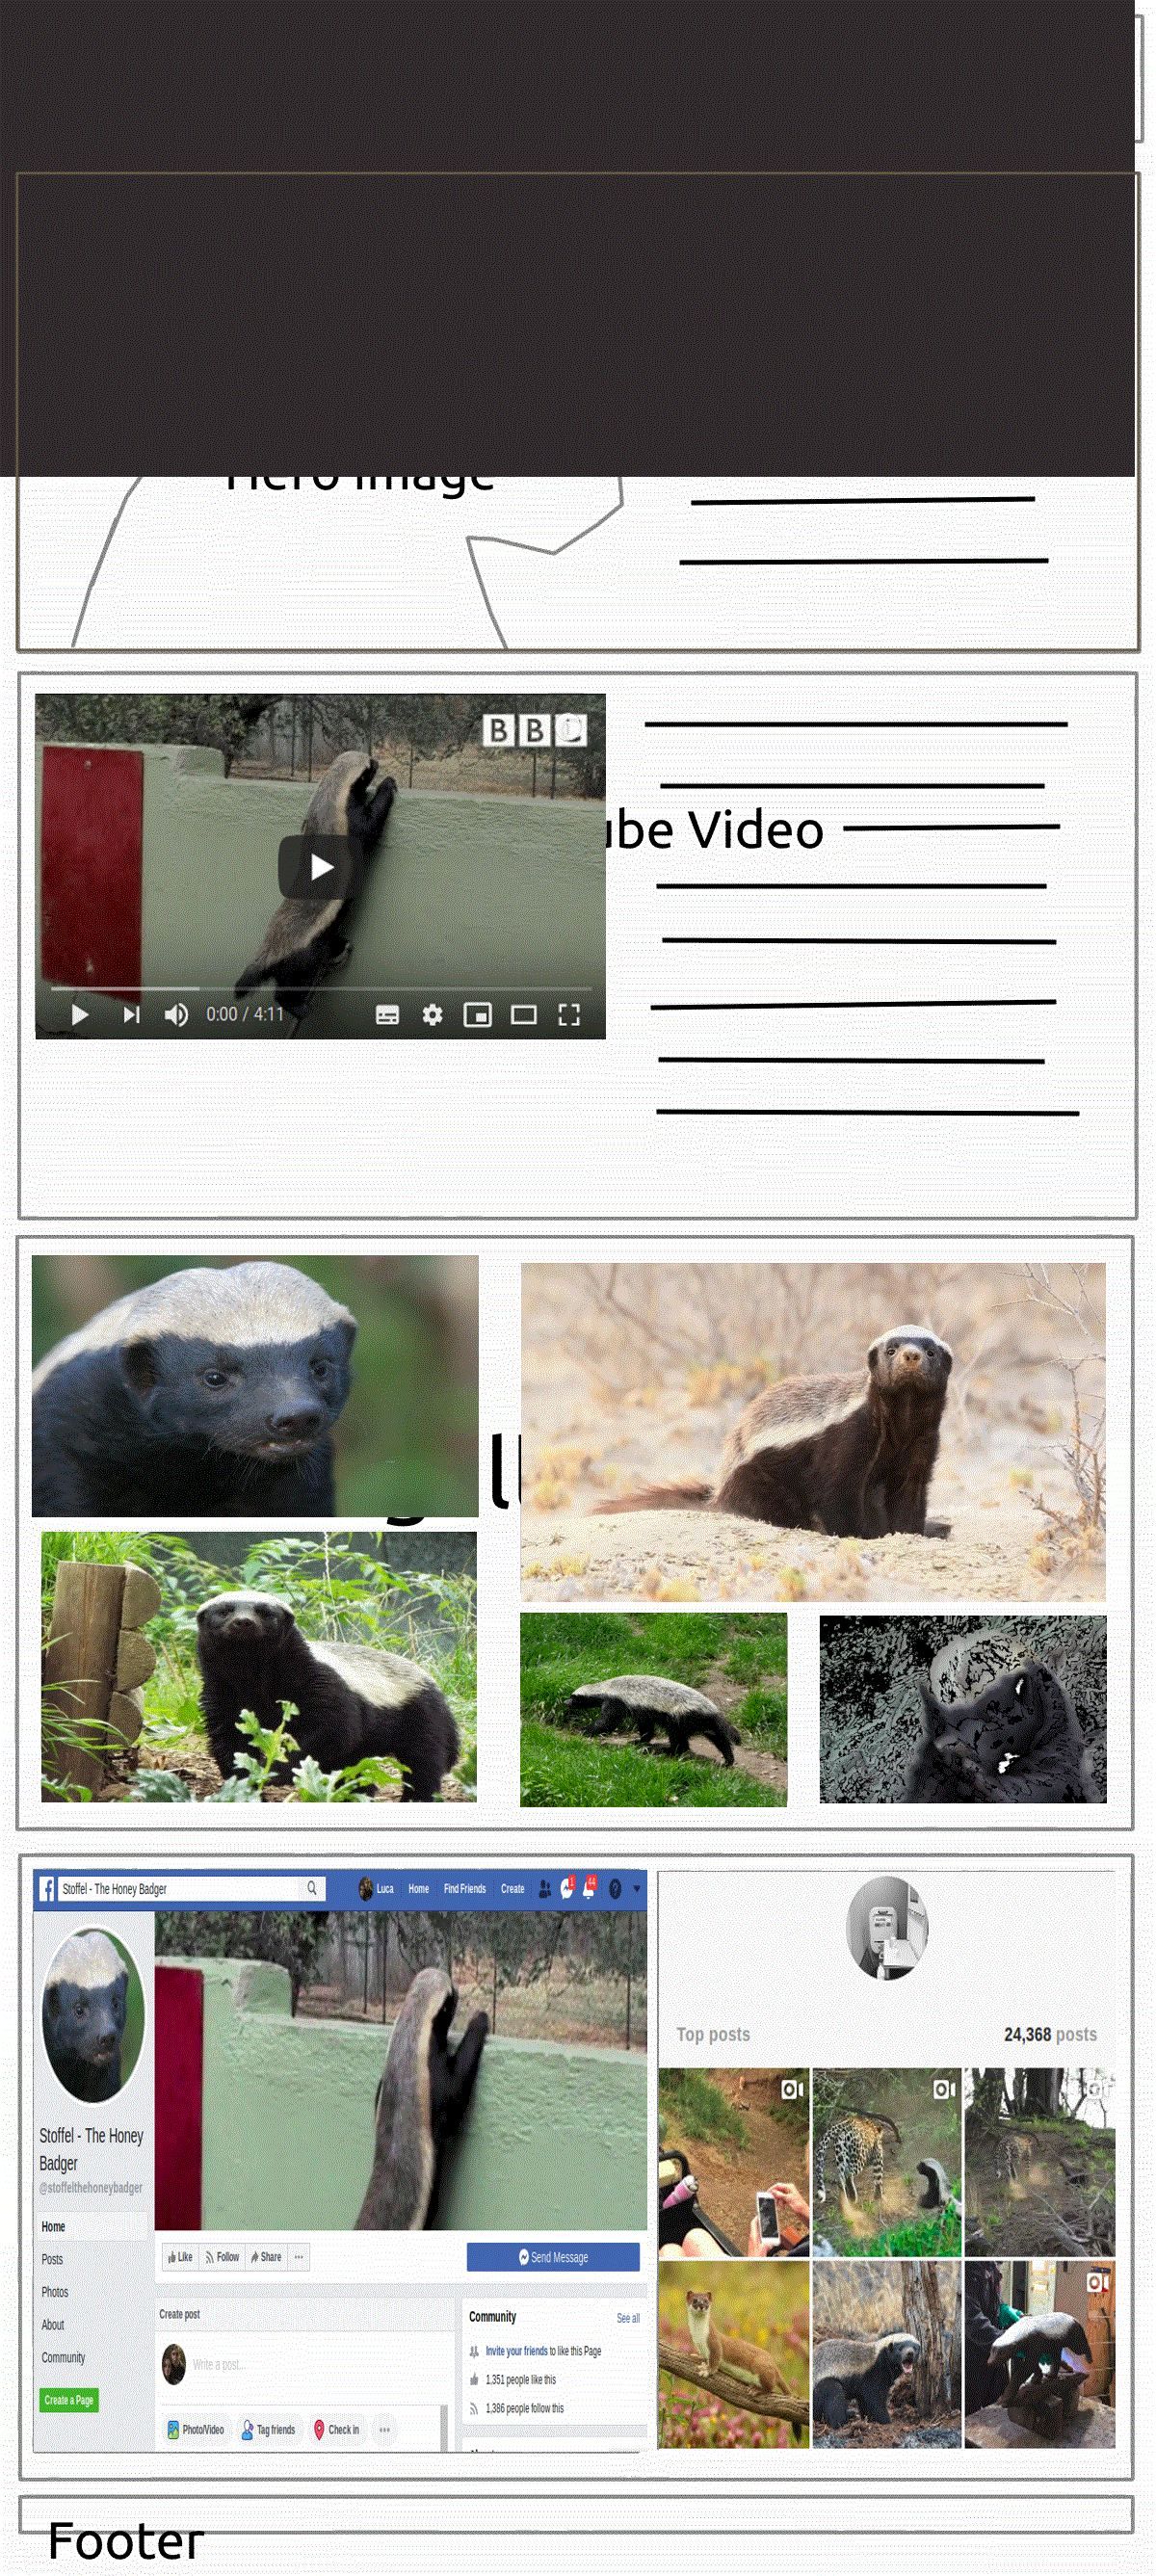 Hero Image
BBC
ube Video
0:00 / 4:11
Stoffel - The Honey Badger
Luca Home Find Friends Create 1 44 ?
Stoffel - The Honey
Badger
@stoffelthehoneybadger
Home
Posts
Photos
About
Community
Create a Page
Like Follow Share ...
Send Message
Create post
Write a post...
Photo/Video Tag friends Check in ...
Community See all
Invite your friends to like this Page
1,351 people like this
1,386 people follow this
Top posts 24,368 posts
Footer